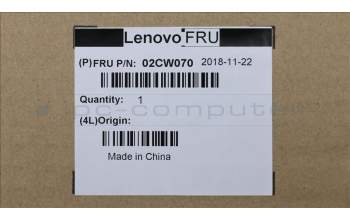 Lenovo FRU
(P)FRU P/N: 02CW070 2018-11-22
Quantity: 1
(4L)Origin:
Made in China